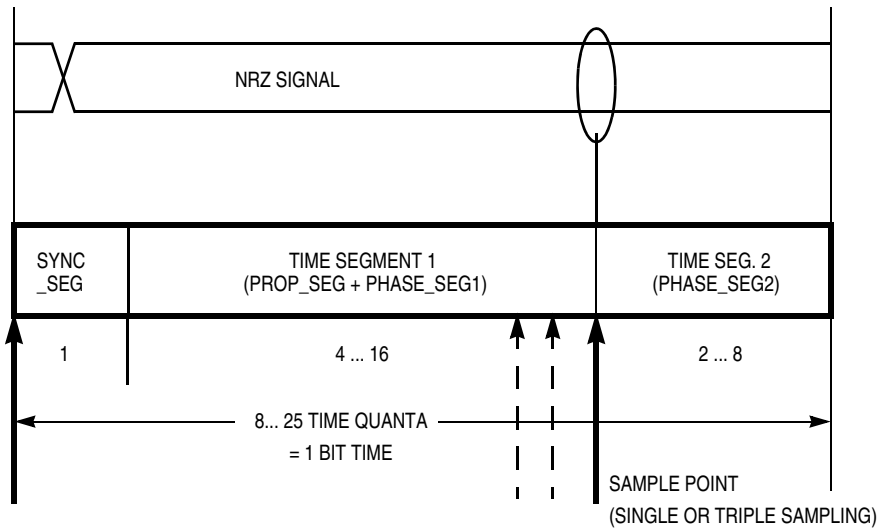 NRZ SIGNAL
SYNC
_SEG
TIME SEGMENT 1
(PROP_SEG + PHASE_SEG1)
TIME SEG. 2
(PHASE_SEG2)
1
4 ... 16
2 ... 8
8... 25 TIME QUANTA
= 1 BIT TIME
SAMPLE POINT
(SINGLE OR TRIPLE SAMPLING)